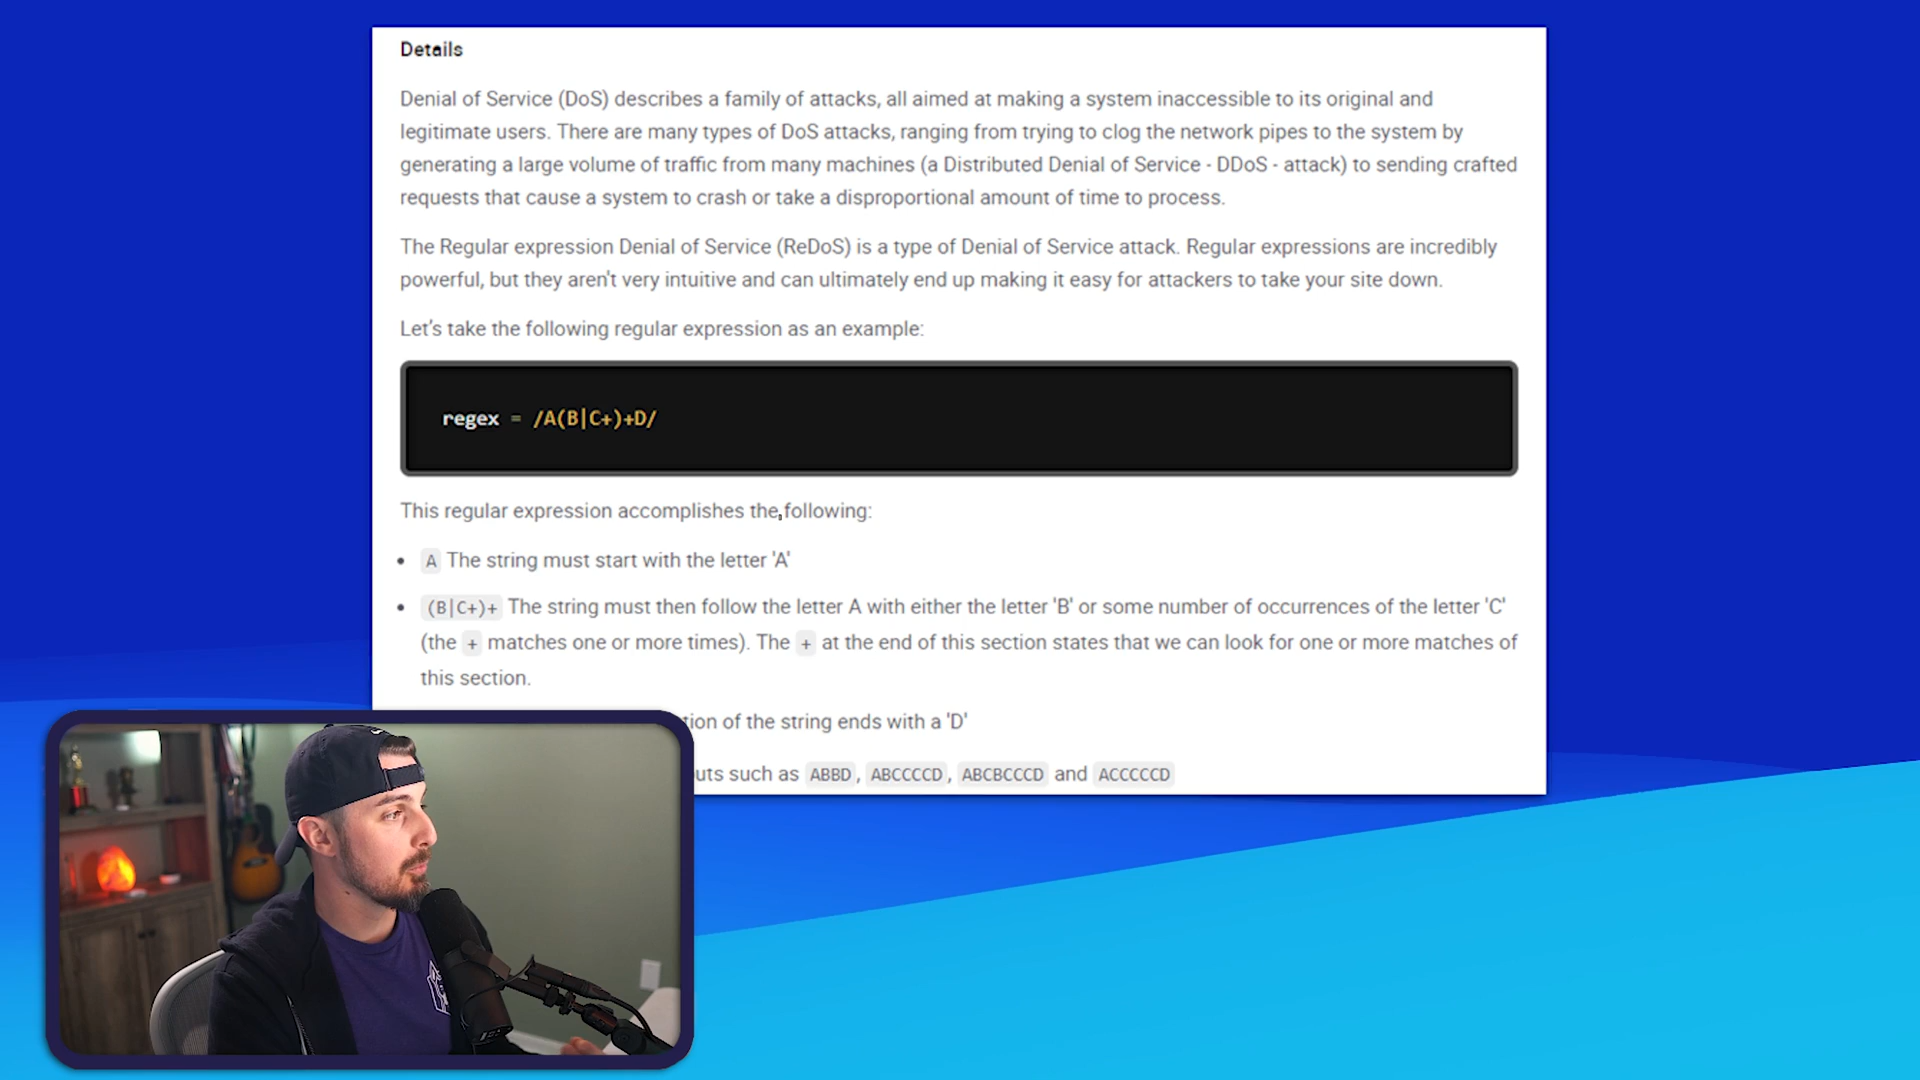 Details
Denial of Service (DoS) describes a family of attacks, all aimed at making a system inaccessible to its original and
legitimate users. There are many types of DoS attacks, ranging from trying to clog the network pipes to the system by
generating a large volume of traffic from many machines (a Distributed Denial of Service - DDoS - attack) to sending crafted
requests that cause a system to crash or take a disproportional amount of time to process.
The Regular expression Denial of Service (ReDoS) is a type of Denial of Service attack. Regular expressions are incredibly
powerful, but they aren't very intuitive and can ultimately end up making it easy for attackers to take your site down.
Let's take the following regular expression as an example:
regex = /A(B|C+)+D/
This regular expression accomplishes the following:
• A The string must start with the letter 'A'
• (B|C+)+ The string must then follow the letter A with either the letter 'B' or some number of occurrences of the letter 'C'
(the + matches one or more times). The + at the end of this section states that we can look for one or more matches of
this section.
tion of the string ends with a 'D'
uts such as ABBD, ABCCCCD, ABCBCCCD and ACCCCCD